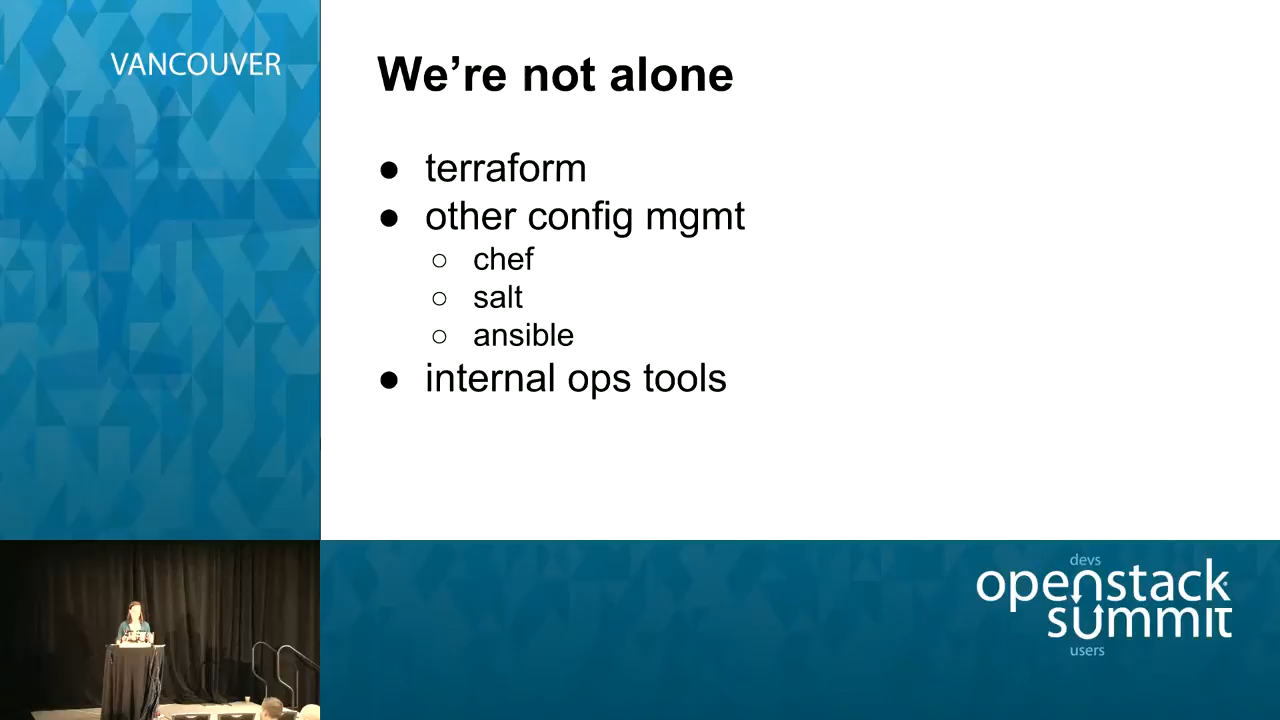 VANCOUVER
We're not alone
● terraform
● other config mgmt
○ chef
○ salt
○ ansible
● internal ops tools
devs
openstack
summit
users